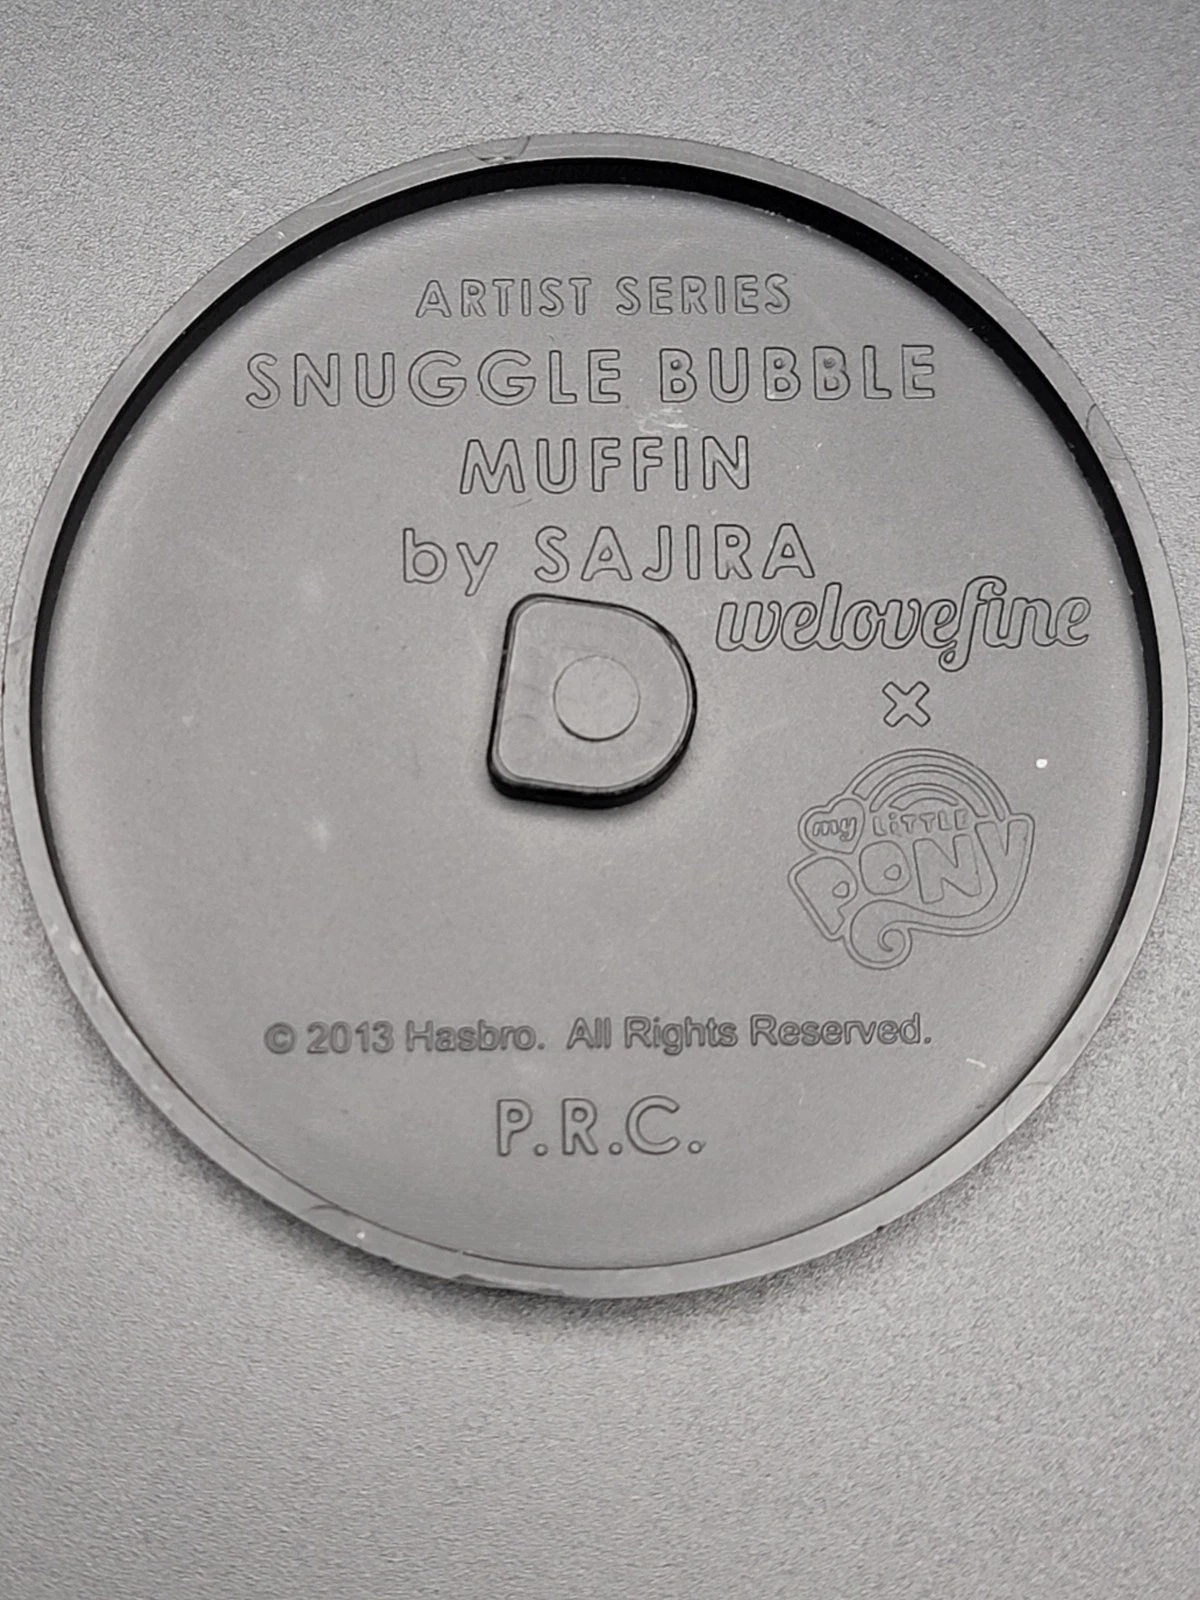 ARTIST SERIES
SNUGGLE BUBBLE
MUFFIN
by SAJIRA
welovefine
X
my LiTTLE
PONY
© 2013 Hasbro. All Rights Reserved.
P.R.C.